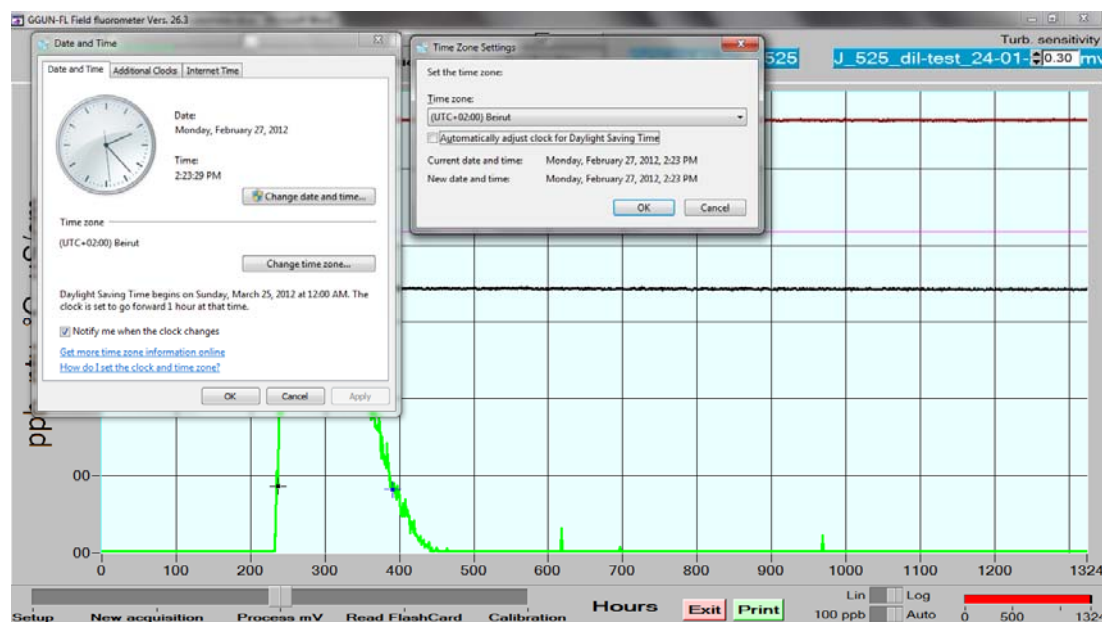 GGUN-FL Field fluorometer Vers. 26.3
Turb. sensitivity
525
J_525_dil-test_24-01-
0.30
Date and Time
Date and Time
Additional Clocks
Internet Time
Date:
Monday, February 27, 2012
Time:
2:23:29 PM
Change date and time...
Time zone
(UTC+02:00) Beirut
Change time zone...
Daylight Saving Time begins on Sunday, March 25, 2012 at 12:00 AM. The
clock is set to go forward 1 hour at that time.
Notify me when the clock changes
Get more time zone information online
How do I set the clock and time zone?
OK
Cancel
Apply
Time Zone Settings
Set the time zone:
Time zone:
(UTC+02:00) Beirut
Automatically adjust clock for Daylight Saving Time
Current date and time:
Monday, February 27, 2012, 2:23 PM
New date and time:
Monday, February 27, 2012, 2:23 PM
OK
Cancel
00
00
0 100 200 300 400 500 600 700 800 900 1000 1100 1200 1324
Setup
New acquisition
Process mV
Read FlashCard
Calibration
Hours
Exit
Print
Lin
Log
100 ppb
Auto
0 500 132